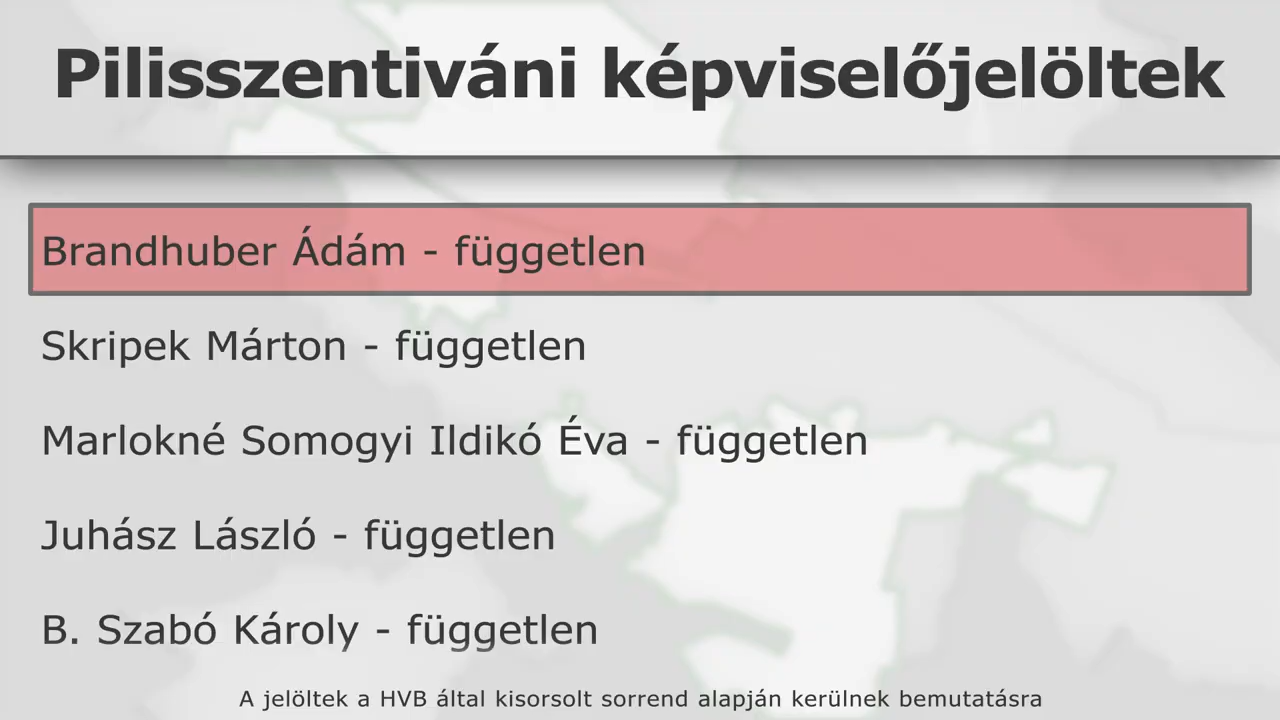 Pilisszentiváni képviselőjelöltek
Brandhuber Ádám - független
Skripek Márton - független
Marlokné Somogyi Ildikó Éva - független
Juhász László - független
B. Szabó Károly - független
A jelöltek a HVB által kisorsolt sorrend alapján kerülnek bemutatásra